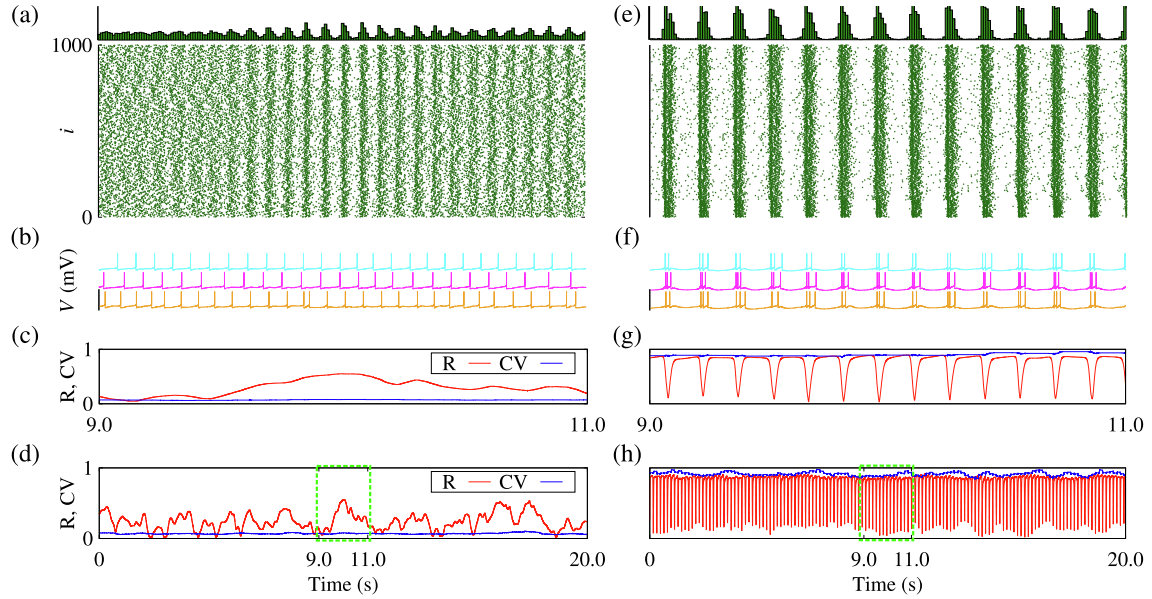 (a)
1000
i
0
(b)
V (mV)
(c)
1
R, CV
R CV
0
9.0 11.0
(d)
1
R, CV
R CV
0
0 9.0 11.0 20.0
Time (s)
(e)
(f)
(g)
9.0 11.0
(h)
0 9.0 11.0 20.0
Time (s)